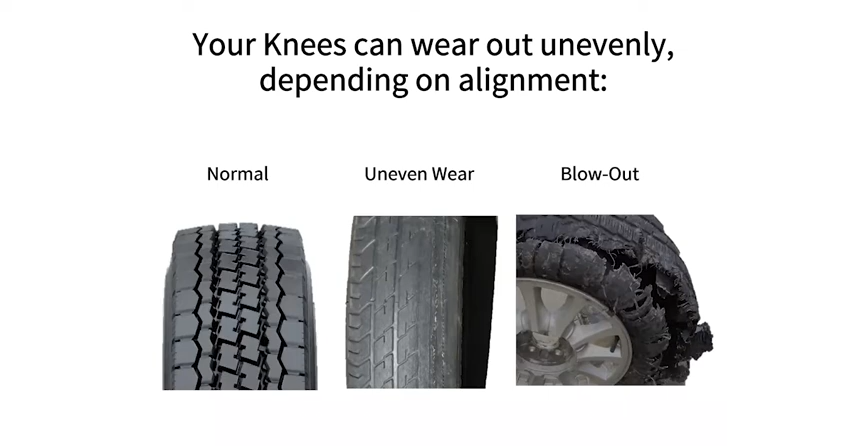 Your Knees can wear out unevenly,
depending on alignment:
Normal
Uneven Wear
Blow-Out